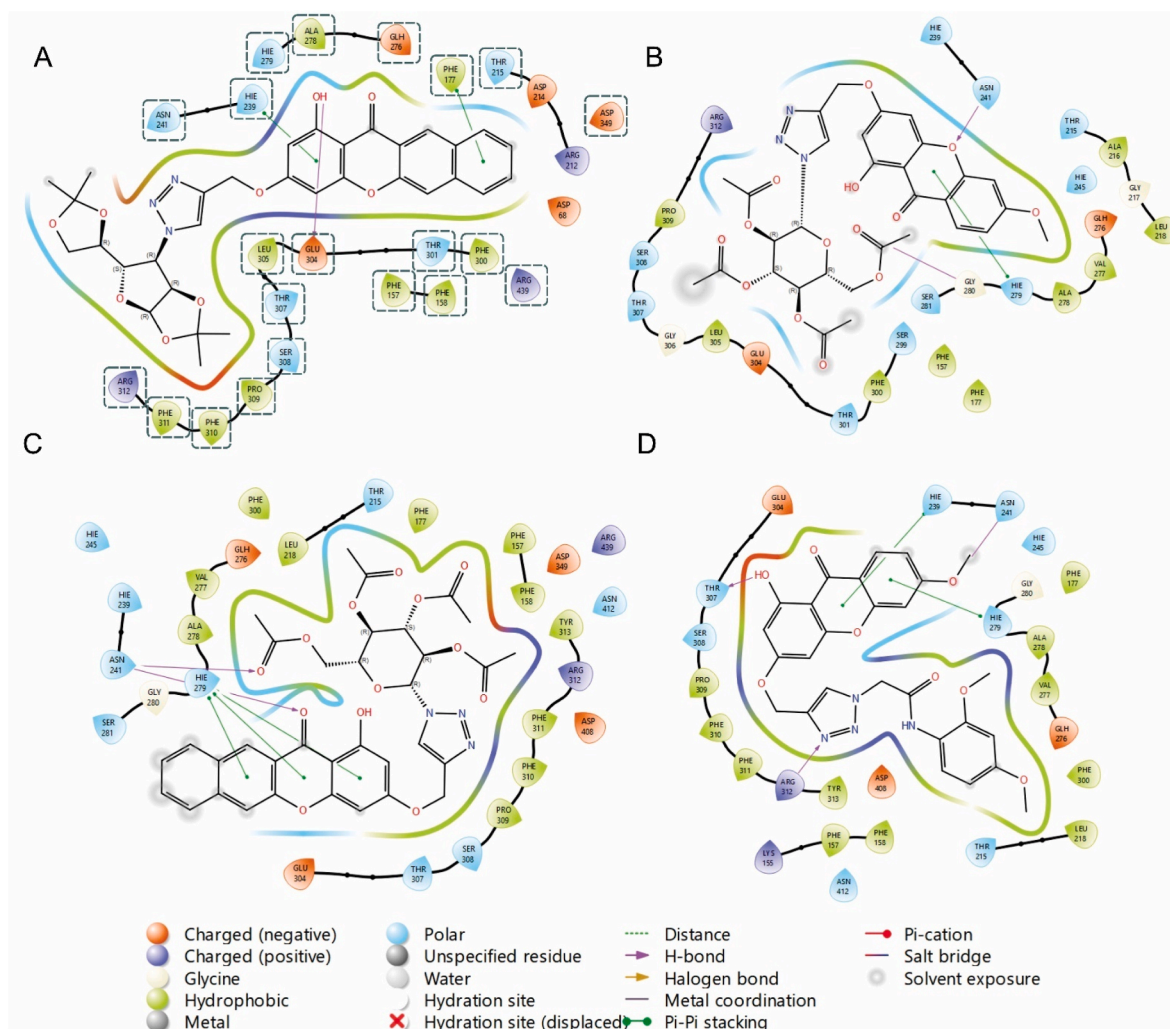 A
ALA
278
GLH
276
HIE
279
PHE
177
THR
215
ASP
214
ASP
349
HIE
239
ASN
241
ARG
212
ASP
68
OH
O
O
O
N
N
N
O
O
O
O
O
(R)
(S)
(R)
(R)
(R)
LEU
305
GLU
304
THR
301
PHE
300
PHE
157
PHE
158
ARG
439
THR
307
SER
308
PRO
309
PHE
310
PHE
311
ARG
312
B
HIE
239
ASN
241
ARG
312
THR
215
ALA
216
GLY
217
LEU
218
HIE
245
GLH
276
VAL
277
ALA
278
HIE
279
GLY
280
SER
281
PRO
309
SER
308
THR
307
GLY
306
LEU
305
GLU
304
SER
299
PHE
300
THR
301
PHE
157
PHE
177
O
N
N
N
O
HO
O
O
O
O
O
O
O
O
O
O
O
O
(R)
(R)
(S)
(R)
(R)
C
PHE
300
THR
215
PHE
177
HIE
245
GLH
276
LEU
218
PHE
157
ASP
349
ARG
439
VAL
277
PHE
158
ASN
412
HIE
239
ALA
278
TYR
313
ASN
241
HIE
279
ARG
312
GLY
280
SER
281
PHE
311
ASP
408
PHE
310
PRO
309
SER
308
THR
307
GLU
304
O
O
O
O
O
O
O
O
O
(R)
(S)
(R)
(R)
(R)
O
OH
N
N
N
O
O
D
GLU
304
HIE
239
ASN
241
HIE
245
PHE
177
GLY
280
THR
307
HIE
279
SER
308
ALA
278
PRO
309
VAL
277
PHE
310
GLH
276
PHE
311
ARG
312
TYR
313
ASP
408
PHE
300
LYS
155
PHE
157
PHE
158
ASN
412
THR
215
LEU
218
HO
O
O
O
O
N
N
N
O
O
NH
O
Charged (negative)
Charged (positive)
Glycine
Hydrophobic
Metal
Polar
Unspecified residue
Water
Hydration site
Hydration site (displaced)
Distance
H-bond
Halogen bond
Metal coordination
Pi-Pi stacking
Pi-cation
Salt bridge
Solvent exposure